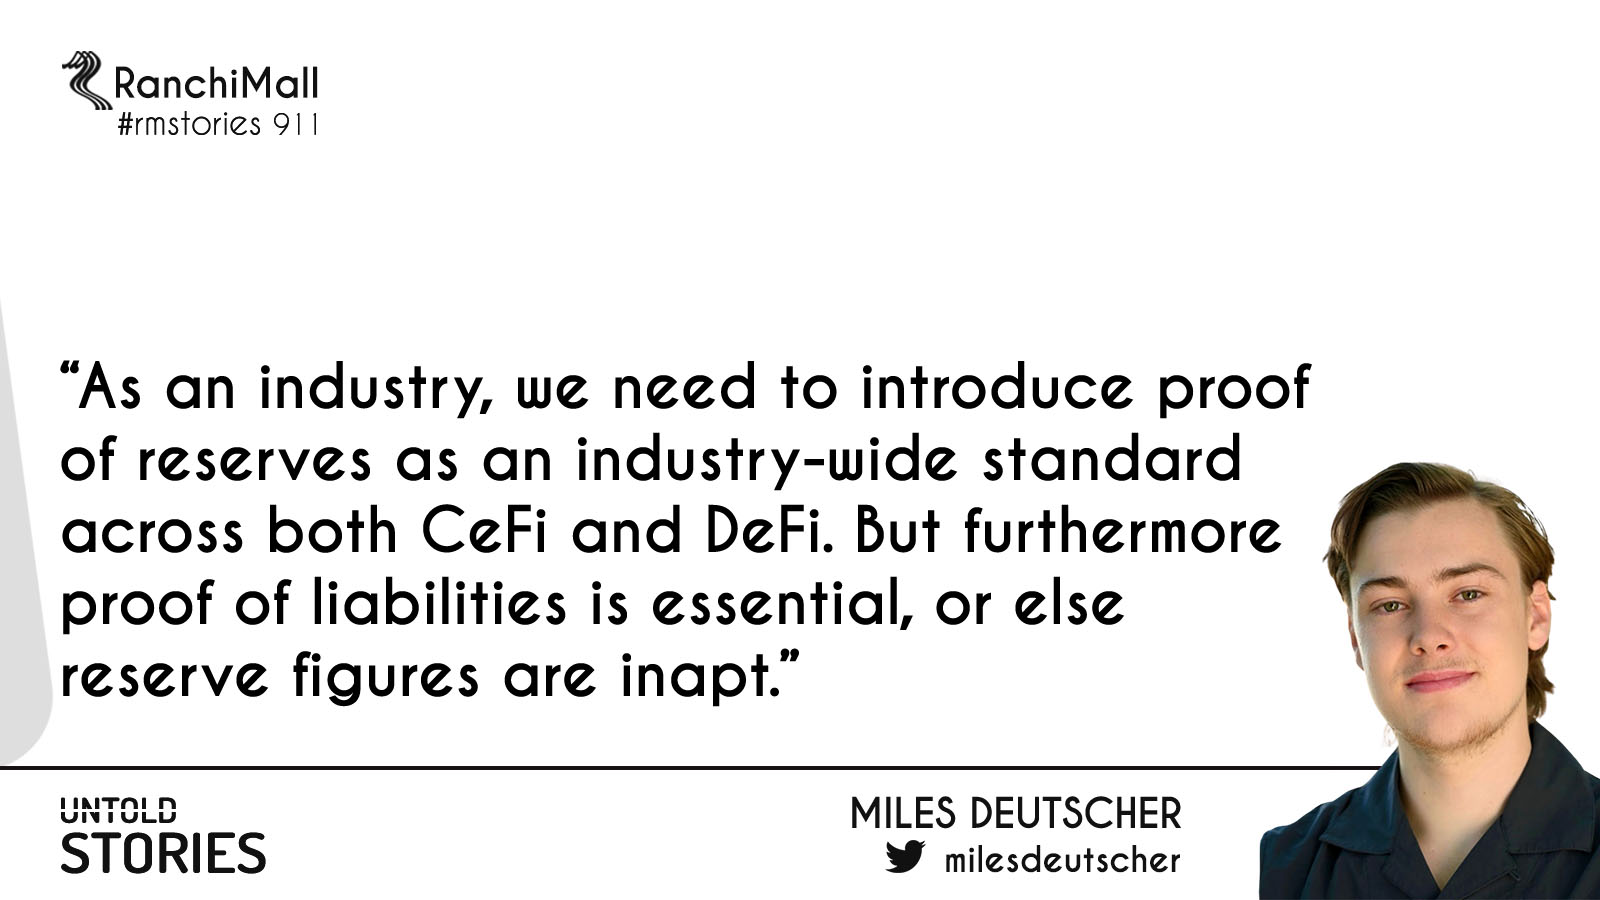 RanchiMall
#rmstories 911
“As an industry, we need to introduce proof
of reserves as an industry-wide standard
across both CeFi and DeFi. But furthermore
proof of liabilities is essential, or else
reserve figures are inapt.”
UNTOLD
STORIES
MILES DEUTSCHER
milesdeutscher